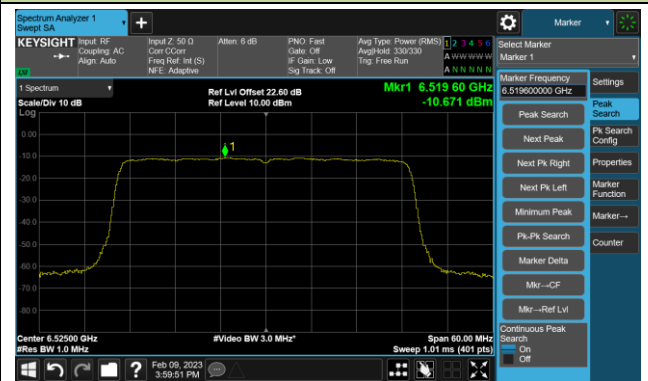 Spectrum Analyzer 1
Swept SA
Marker
KEYSIGHT
Input: RF
Coupling: AC
Align: Auto
Input Z: 50 Ω
Corr CCorr
Freq Ref: Int (S)
NFE: Adaptive
Atten: 6 dB
PNO: Fast
Gate: Off
IF Gain: Low
Sig Track: Off
Avg Type: Power (RMS)
Avg|Hold: 330/330
Trig: Free Run
1 2 3 4 5 6
A W W W W W
A N N N N N
LXI
Select Marker
Marker 1
1 Spectrum
Scale/Div 10 dB
Log
Ref Lvl Offset 22.60 dB
Ref Level 10.00 dBm
Mkr1 6.519 60 GHz
-10.671 dBm
0.00
-10.0
-20.0
-30.0
-40.0
-50.0
-60.0
-70.0
-80.0
1
Center 6.52500 GHz
#Res BW 1.0 MHz
#Video BW 3.0 MHz*
Span 60.00 MHz
Sweep 1.01 ms (401 pts)
Marker Frequency
6.519600000 GHz
Peak Search
Next Peak
Next Pk Right
Next Pk Left
Minimum Peak
Pk-Pk Search
Marker Delta
Mkr→CF
Mkr→Ref Lvl
Continuous Peak
Search
On
Off
Settings
Peak
Search
Pk Search
Config
Properties
Marker
Function
Marker→
Counter
?
Feb 09, 2023
3:59:51 PM